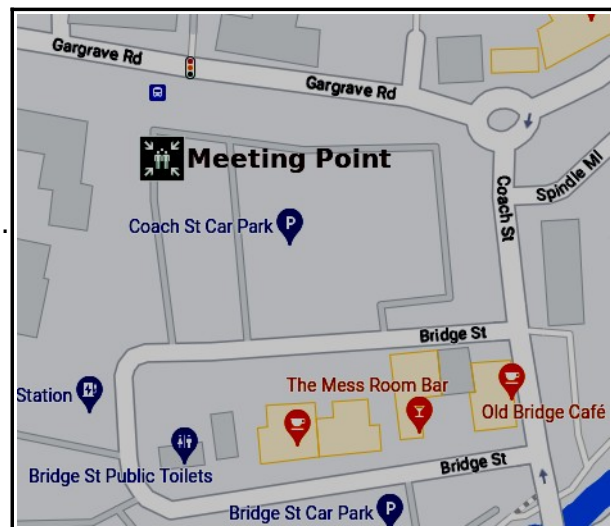 Gargrave Rd
Gargrave Rd
Meeting Point
Spindle Ml
Coach St Car Park
P
Coach St
Bridge St
The Mess Room Bar
Station
Old Bridge Café
Bridge St
Bridge St Public Toilets
Bridge St Car Park
P